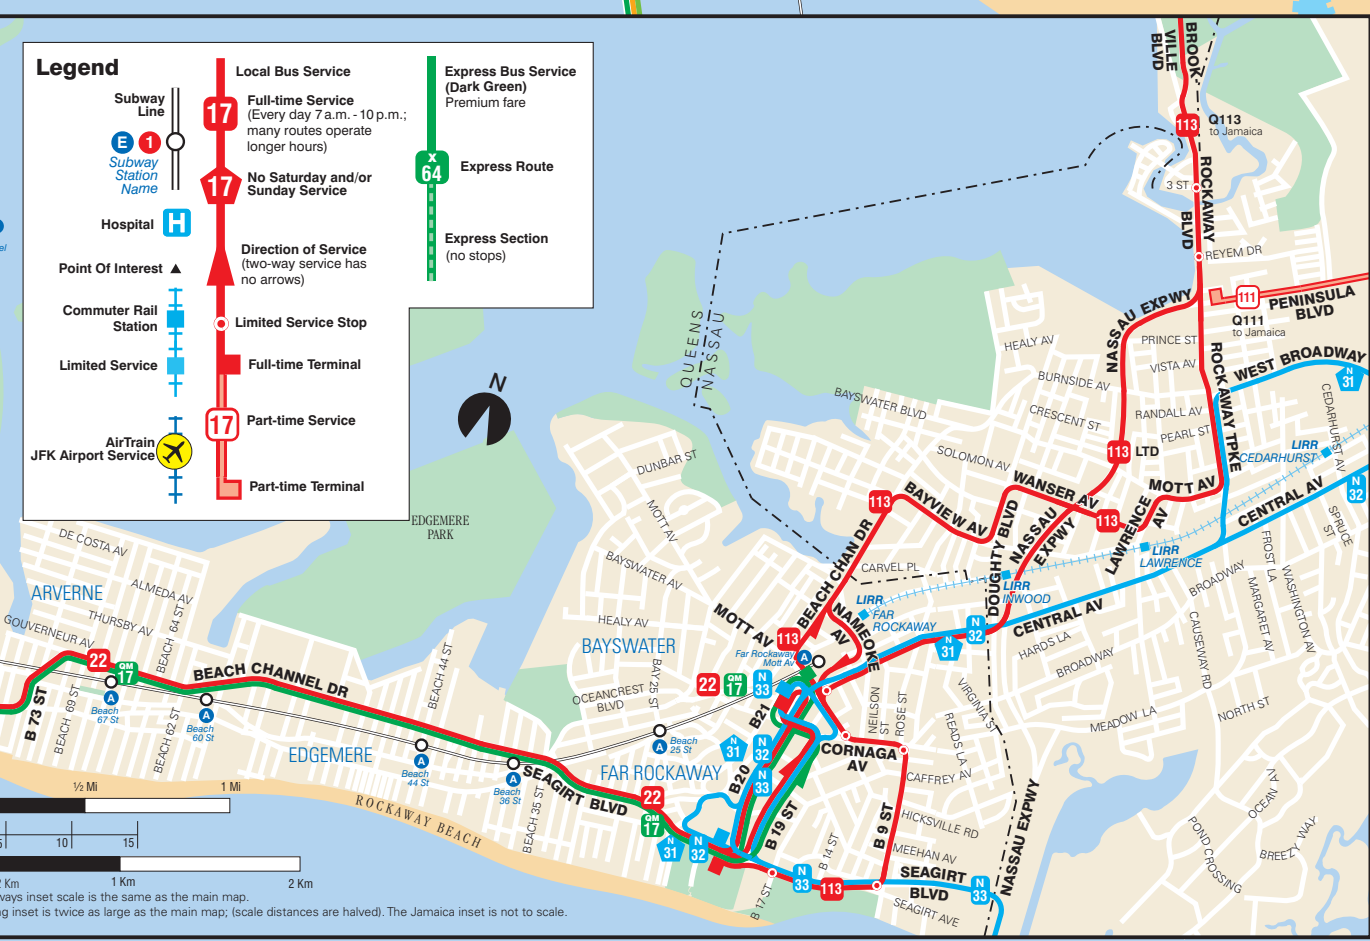 Legend
Subway
Line
E 1
Subway
Station
Name
Hospital H
Point Of Interest
Commuter Rail
Station
Limited Service
AirTrain
JFK Airport Service
Local Bus Service
17
Full-time Service
(Every day 7 a.m. - 10 p.m.;
many routes operate
longer hours)
17
No Saturday and/or
Sunday Service
Direction of Service
(two-way service has
no arrows)
Limited Service Stop
Full-time Terminal
17
Part-time Service
Part-time Terminal
Express Bus Service
(Dark Green)
Premium fare
X
64
Express Route
Express Section
(no stops)
N
BROOK
VILLE
BLVD
113
Q113
to Jamaica
3 ST
ROCKAWAY
BLVD
REYEM DR
NASSAU EXPWY
111
PENINSULA
BLVD
Q111
to Jamaica
QUEENS
NASSAU
HEALY AV
PRINCE ST
VISTA AV
ROCKAWAY TPKE
WEST BROADWAY
N
31
BURNSIDE AV
BAYSWATER BLVD
CRESCENT ST
RANDALL AV
PEARL ST
CEDARHURST AV
LIRR
CEDARHURST
113 LTD
SOLOMON AV
DUNBAR ST
WANSER AV
MOTT AV
N
32
CENTRAL AV
113
BAYVIEW AV
113
MOTT AV
EDGEMERE
PARK
DOUGHTY BLVD
NASSAU
EXPWY
LAWRENCE
AV
SPRUCE
ST
DE COSTA AV
BAYSWATER AV
BEACH CHAN DR
CARVEL PL
LIRR
LAWRENCE
FROST LA
WASHINGTON AV
ARVERNE
ALMEDA AV
LIRR
INWOOD
BROADWAY
MARGARET AV
LIRR
FAR
ROCKAWAY
THURSBY AV
GOUVERNEUR AV
BEACH 64 ST
HEALY AV
MOTT AV
NAMEOKE
AV
CENTRAL AV
CAUSEWAY RD
BAYSWATER
113
Far Rockaway
Mott Av
A
N
31
N
32
HARDS LA
BROADWAY
22
QM
17
BEACH CHANNEL DR
BEACH 44 ST
BAY 25 ST
22
QM
17
N
33
A
Beach
67 St
B 73 ST
BEACH 69 ST
BEACH 62 ST
A
Beach
60 St
OCEANCREST
BLVD
B21
NEILSON
ST
ROSE ST
VIRGINIA ST
READS LA
MEADOW LA
NORTH ST
EDGEMERE
A
Beach
44 St
A
Beach
25 St
N
31
N
32
CORNAGA
AV
A
Beach
36 St
FAR ROCKAWAY
B20
N
33
CAFFREY AV
OCEAN AV
½ Mi
1 Mi
SEAGIRT BLVD
22
QM
17
BEACH 35 ST
ROCKAWAY BEACH
B 19 ST
B 9 ST
HICKSVILLE RD
NASSAU EXPWY
POND CROSSING
BREEZY WAY
10
15
N
31
N
32
B 14 ST
MEEHAN AV
1 Km
2 Km
B 17 ST
N
33
113
SEAGIRT
BLVD
N
33
SEAGIRT AVE
ways inset scale is the same as the main map.
ng inset is twice as large as the main map; (scale distances are halved). The Jamaica inset is not to scale.